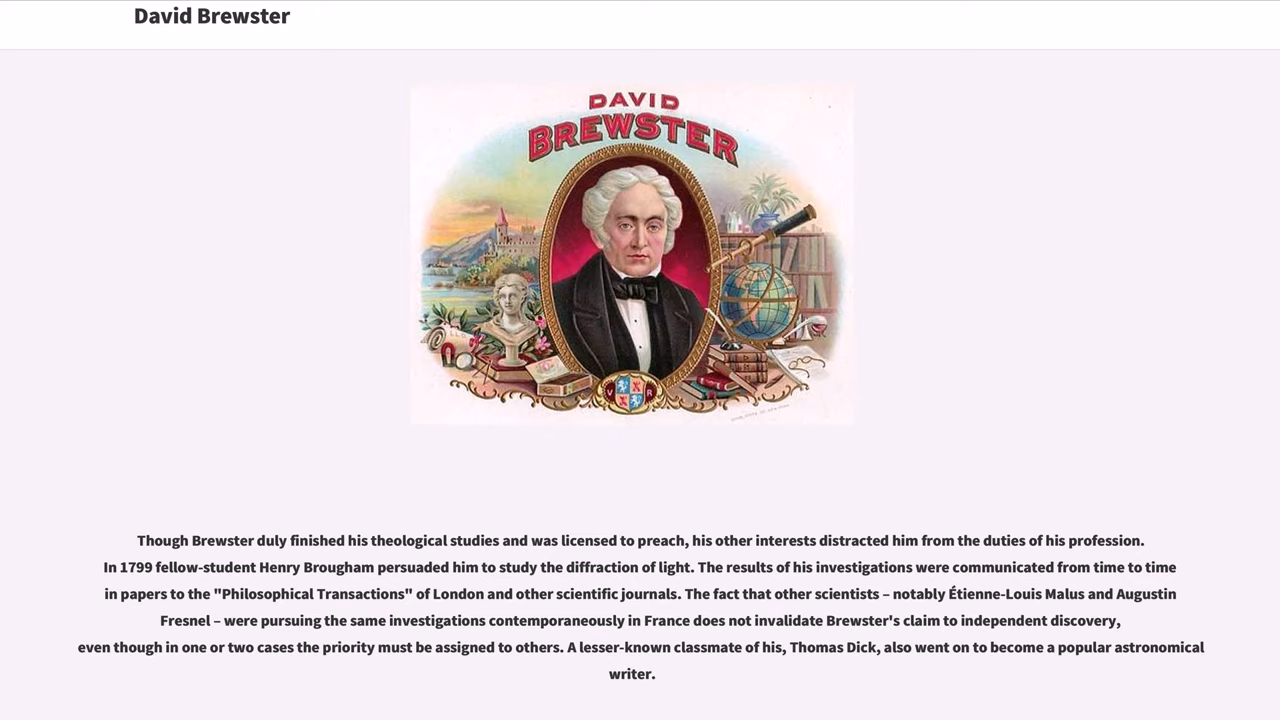 David Brewster
DAVID
BREWSTER
V R
Though Brewster duly finished his theological studies and was licensed to preach, his other interests distracted him from the duties of his profession.
In 1799 fellow-student Henry Brougham persuaded him to study the diffraction of light. The results of his investigations were communicated from time to time
in papers to the "Philosophical Transactions" of London and other scientific journals. The fact that other scientists – notably Étienne-Louis Malus and Augustin
Fresnel – were pursuing the same investigations contemporaneously in France does not invalidate Brewster's claim to independent discovery,
even though in one or two cases the priority must be assigned to others. A lesser-known classmate of his, Thomas Dick, also went on to become a popular astronomical
writer.